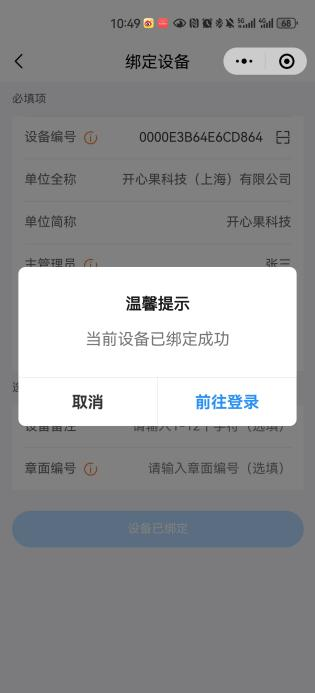 10:49
5G
4G
68
绑定设备
必填项
设备编号 0000E3B64E6CD864
单位全称 开心果科技（上海）有限公司
单位简称 开心果科技
主管理员 张三
温馨提示
当前设备已绑定成功
取消 前往登录
设备备注 请输入1-12个字符（选填）
章面编号 请输入章面编号（选填）
设备已绑定